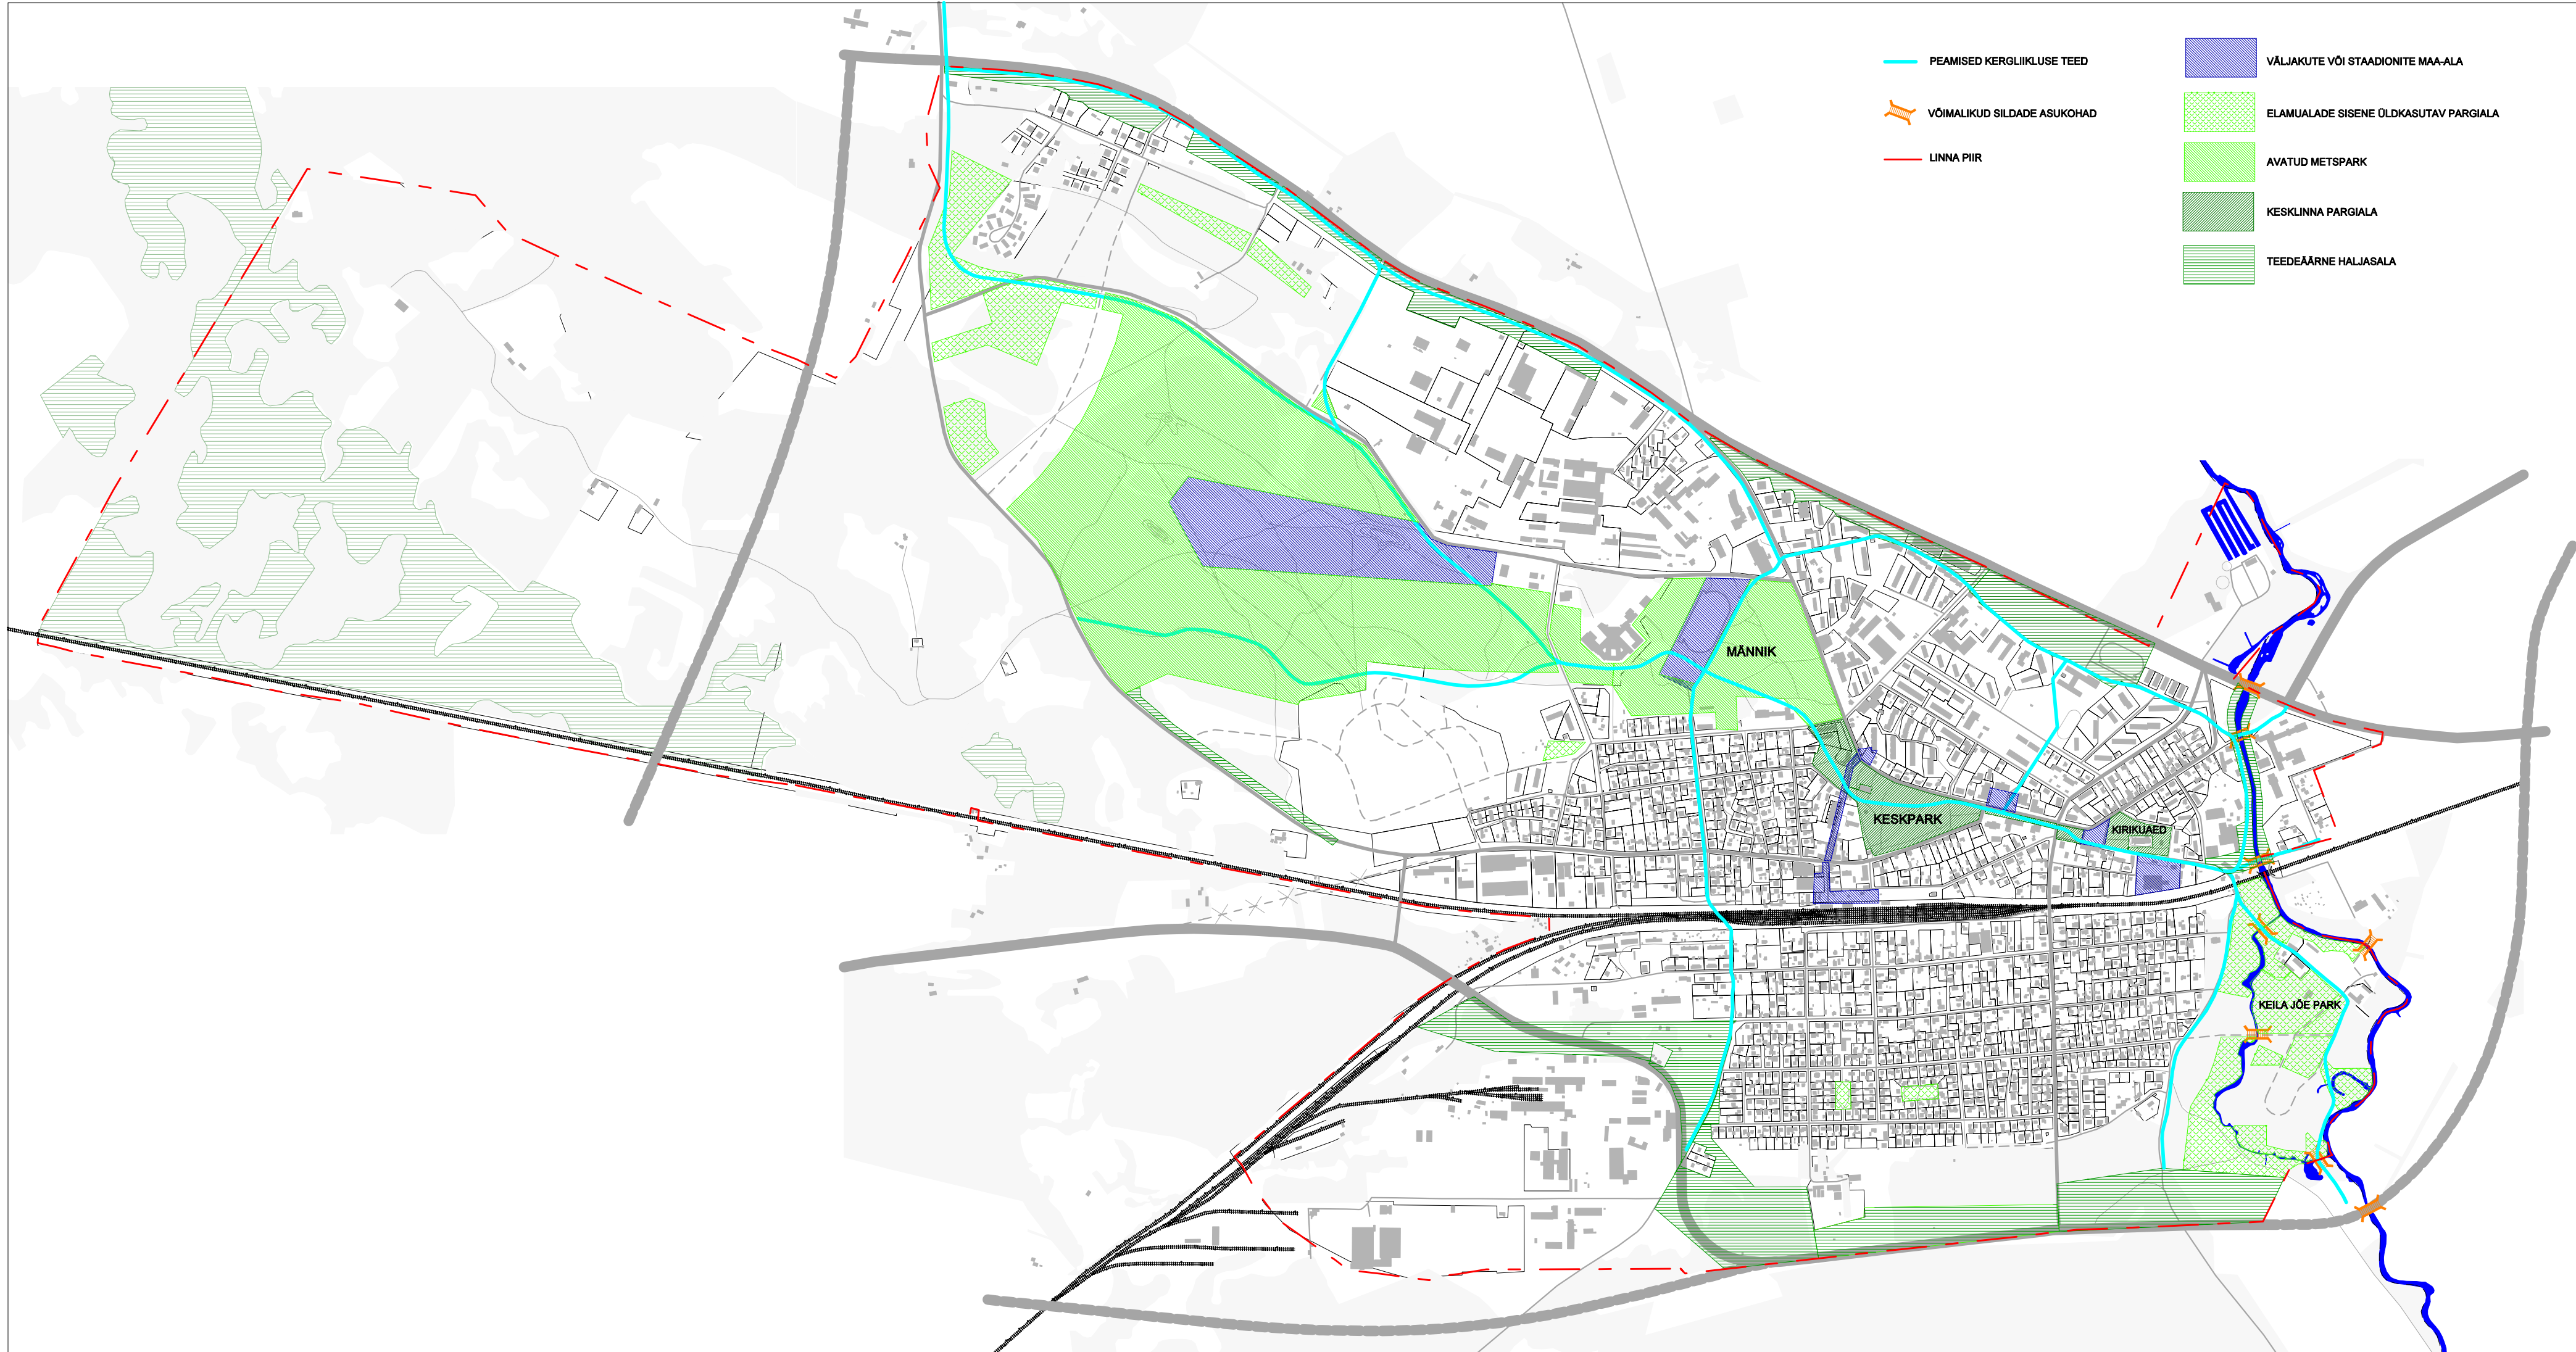 PEAMISED KERGLIIKLUSE TEED
VÕIMALIKUD SILDADE ASUKOHAD
LINNA PIIR
VÄLJAKUTE VÕI STAADIONITE MAA-ALA
ELAMUALADE SISENE ÜLDKASUTAV PARGIALA
AVATUD METSPARK
KESKLINNA PARGIALA
TEEDEÄÄRNE HALJASALA
MÄNNIK
KESKPARK
KIRIKUAED
KEILA JÕE PARK